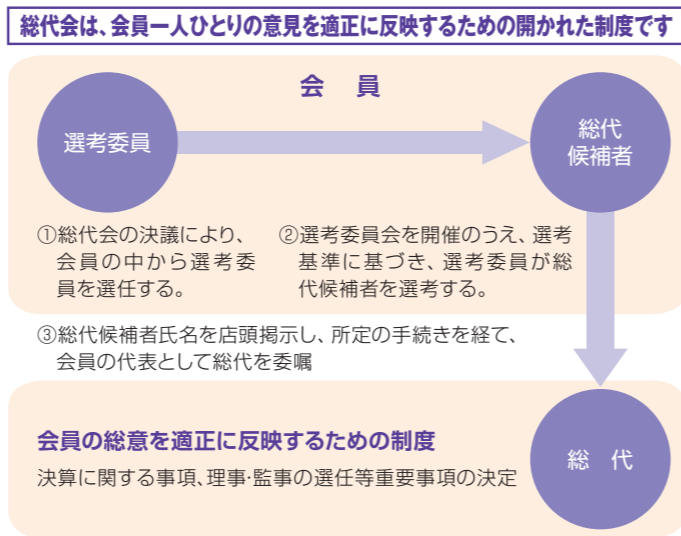 総代会は、会員一人ひとりの意見を適正に反映するための開かれた制度です
会　員
選考委員
総代
候補者
①総代会の決議により、
会員の中から選考委
員を選任する。
②選考委員会を開催のうえ、選考
基準に基づき、選考委員が総
代候補者を選考する。
③総代候補者氏名を店頭掲示し、所定の手続きを経て、
会員の代表として総代を委嘱
会員の総意を適正に反映するための制度
決算に関する事項、理事・監事の選任等重要事項の決定
総　代